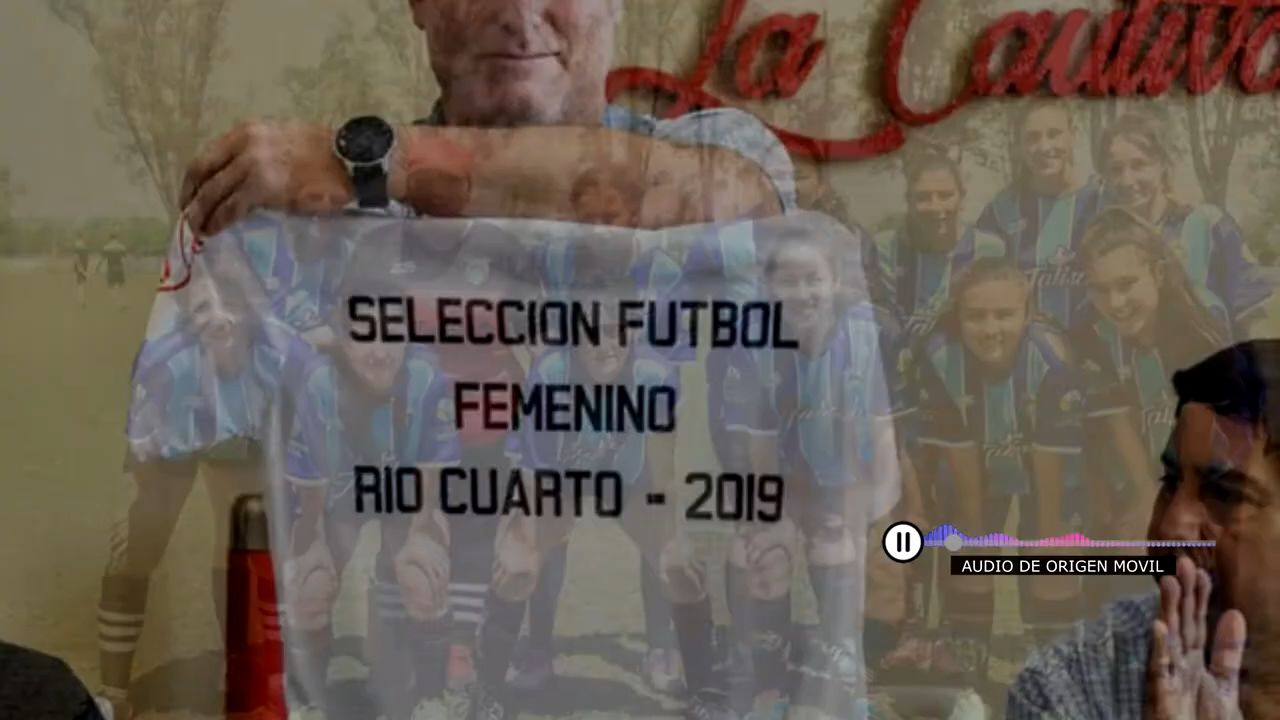 La Cautiva
SELECCION FUTBOL
FEMENINO
RIO CUARTO - 2019
AUDIO DE ORIGEN MOVIL